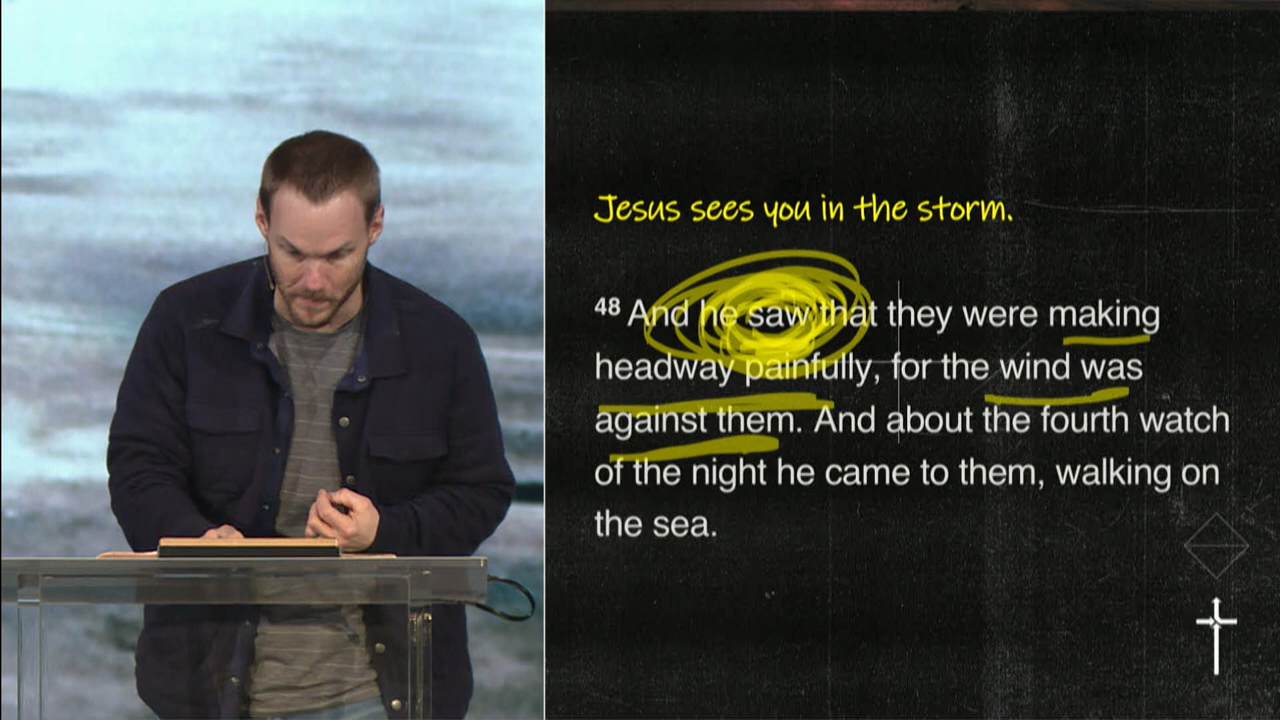 Jesus sees you in the storm.
48 And he saw that they were making
headway painfully, for the wind was
against them. And about the fourth watch
of the night he came to them, walking on
the sea.